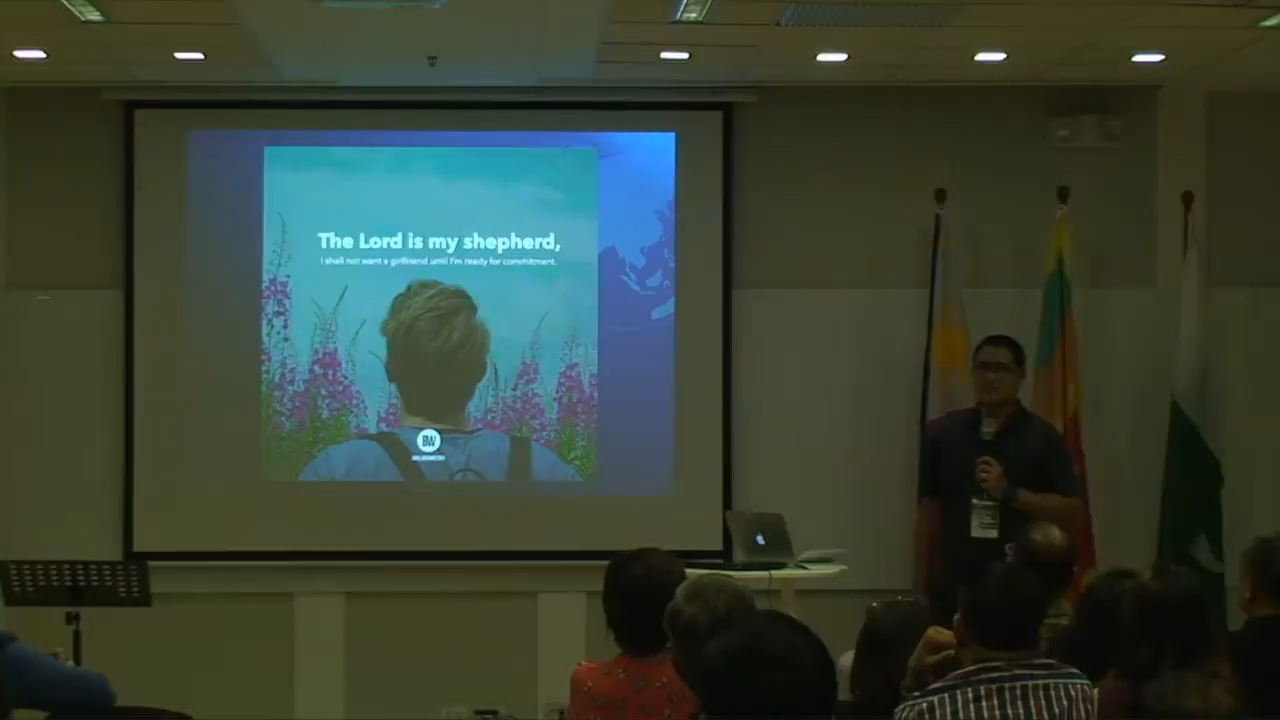 The Lord is my shepherd,
I shall not want a girlfriend until I'm ready for commitment.
BW